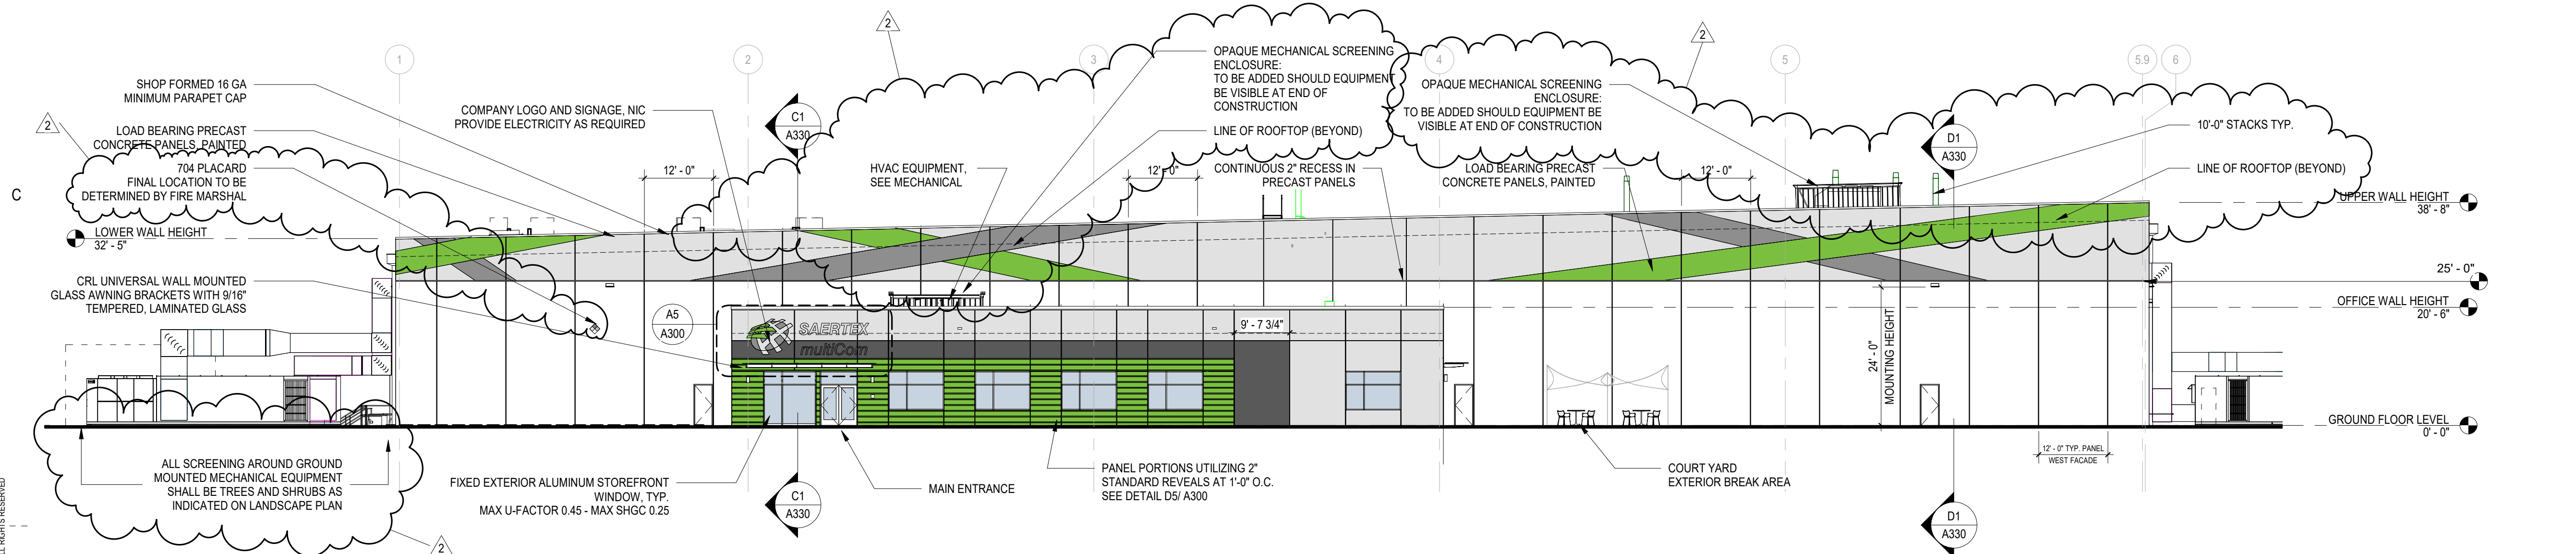 2
2
1
2
3
4
5
5.9
6
SHOP FORMED 16 GA
MINIMUM PARAPET CAP
COMPANY LOGO AND SIGNAGE, NIC
PROVIDE ELECTRICITY AS REQUIRED
C1
A330
OPAQUE MECHANICAL SCREENING
ENCLOSURE:
TO BE ADDED SHOULD EQUIPMENT
BE VISIBLE AT END OF
CONSTRUCTION
LINE OF ROOFTOP (BEYOND)
OPAQUE MECHANICAL SCREENING
ENCLOSURE:
TO BE ADDED SHOULD EQUIPMENT BE
VISIBLE AT END OF CONSTRUCTION
D1
A330
10'-0" STACKS TYP.
LINE OF ROOFTOP (BEYOND)
2
LOAD BEARING PRECAST
CONCRETE PANELS, PAINTED
704 PLACARD
FINAL LOCATION TO BE
DETERMINED BY FIRE MARSHAL
C
12' - 0"
HVAC EQUIPMENT,
SEE MECHANICAL
12' - 0"
CONTINUOUS 2" RECESS IN
PRECAST PANELS
LOAD BEARING PRECAST
CONCRETE PANELS, PAINTED
12' - 0"
UPPER WALL HEIGHT
38' - 8"
LOWER WALL HEIGHT
32' - 5"
CRL UNIVERSAL WALL MOUNTED
GLASS AWNING BRACKETS WITH 9/16"
TEMPERED, LAMINATED GLASS
25' - 0"
OFFICE WALL HEIGHT
20' - 6"
A5
A300
SAERTEX
multiCom
9' - 7 3/4"
24' - 0"
MOUNTING HEIGHT
GROUND FLOOR LEVEL
0' - 0"
12' - 0" TYP. PANEL
WEST FACADE
ALL SCREENING AROUND GROUND
MOUNTED MECHANICAL EQUIPMENT
SHALL BE TREES AND SHRUBS AS
INDICATED ON LANDSCAPE PLAN
2
FIXED EXTERIOR ALUMINUM STOREFRONT
WINDOW, TYP.
MAX U-FACTOR 0.45 - MAX SHGC 0.25
C1
A330
MAIN ENTRANCE
PANEL PORTIONS UTILIZING 2"
STANDARD REVEALS AT 1'-0" O.C.
SEE DETAIL D5/ A300
COURT YARD
EXTERIOR BREAK AREA
D1
A330
RIGHTS RESERVED